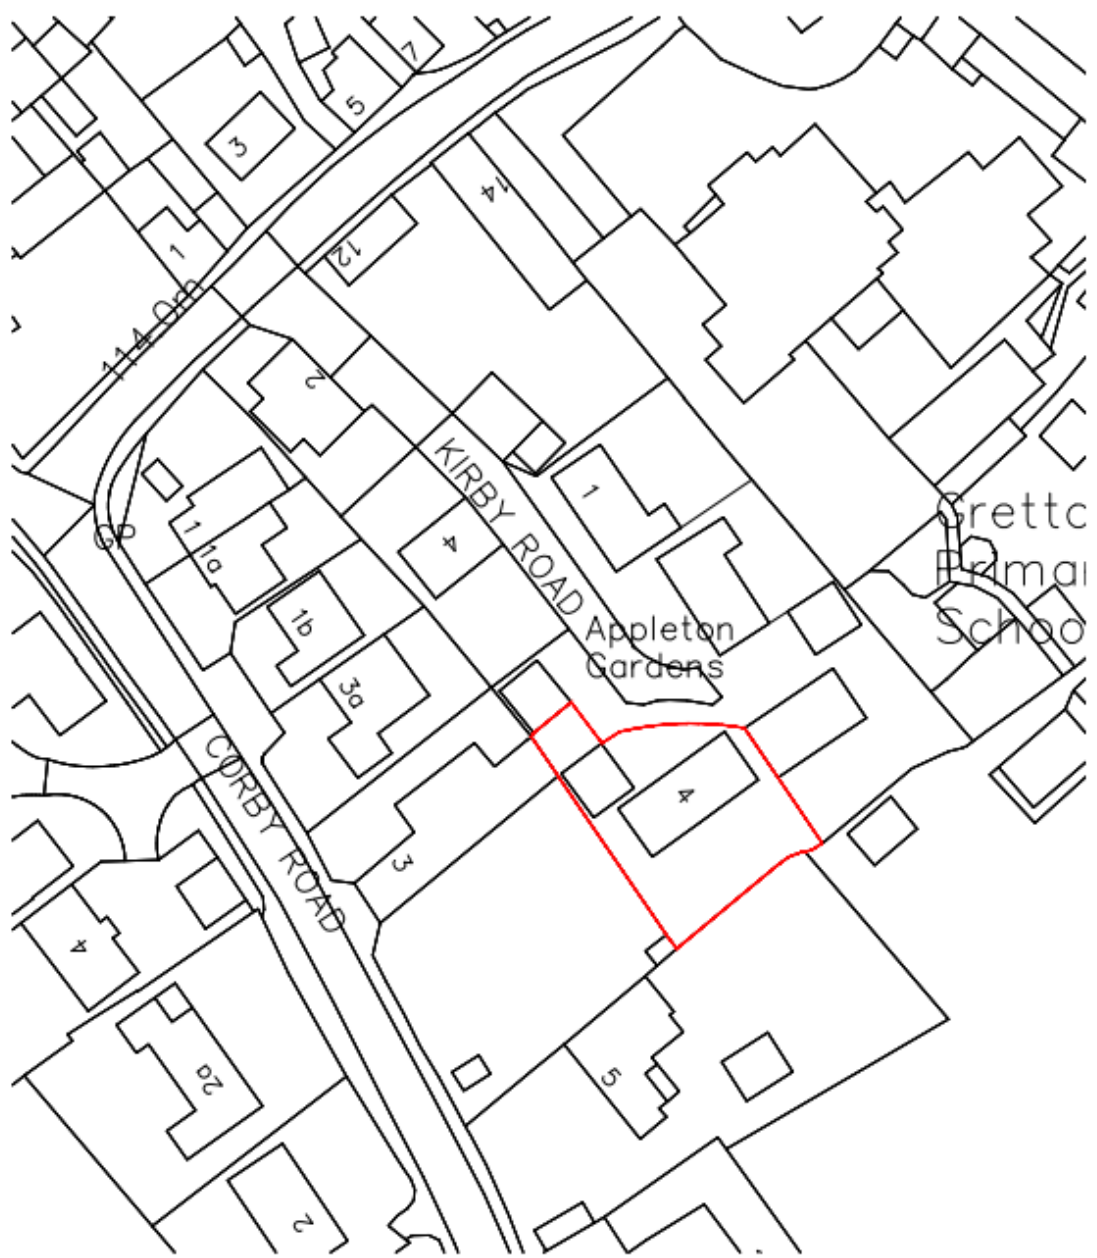 7
5
3
14
1
12
114.0m
2
KIRBY ROAD
1
4
GP
1
1a
1b
Appleton
Gardens
Gretto
Primar
Schoo
3a
4
CORBY ROAD
3
4
2a
5
2